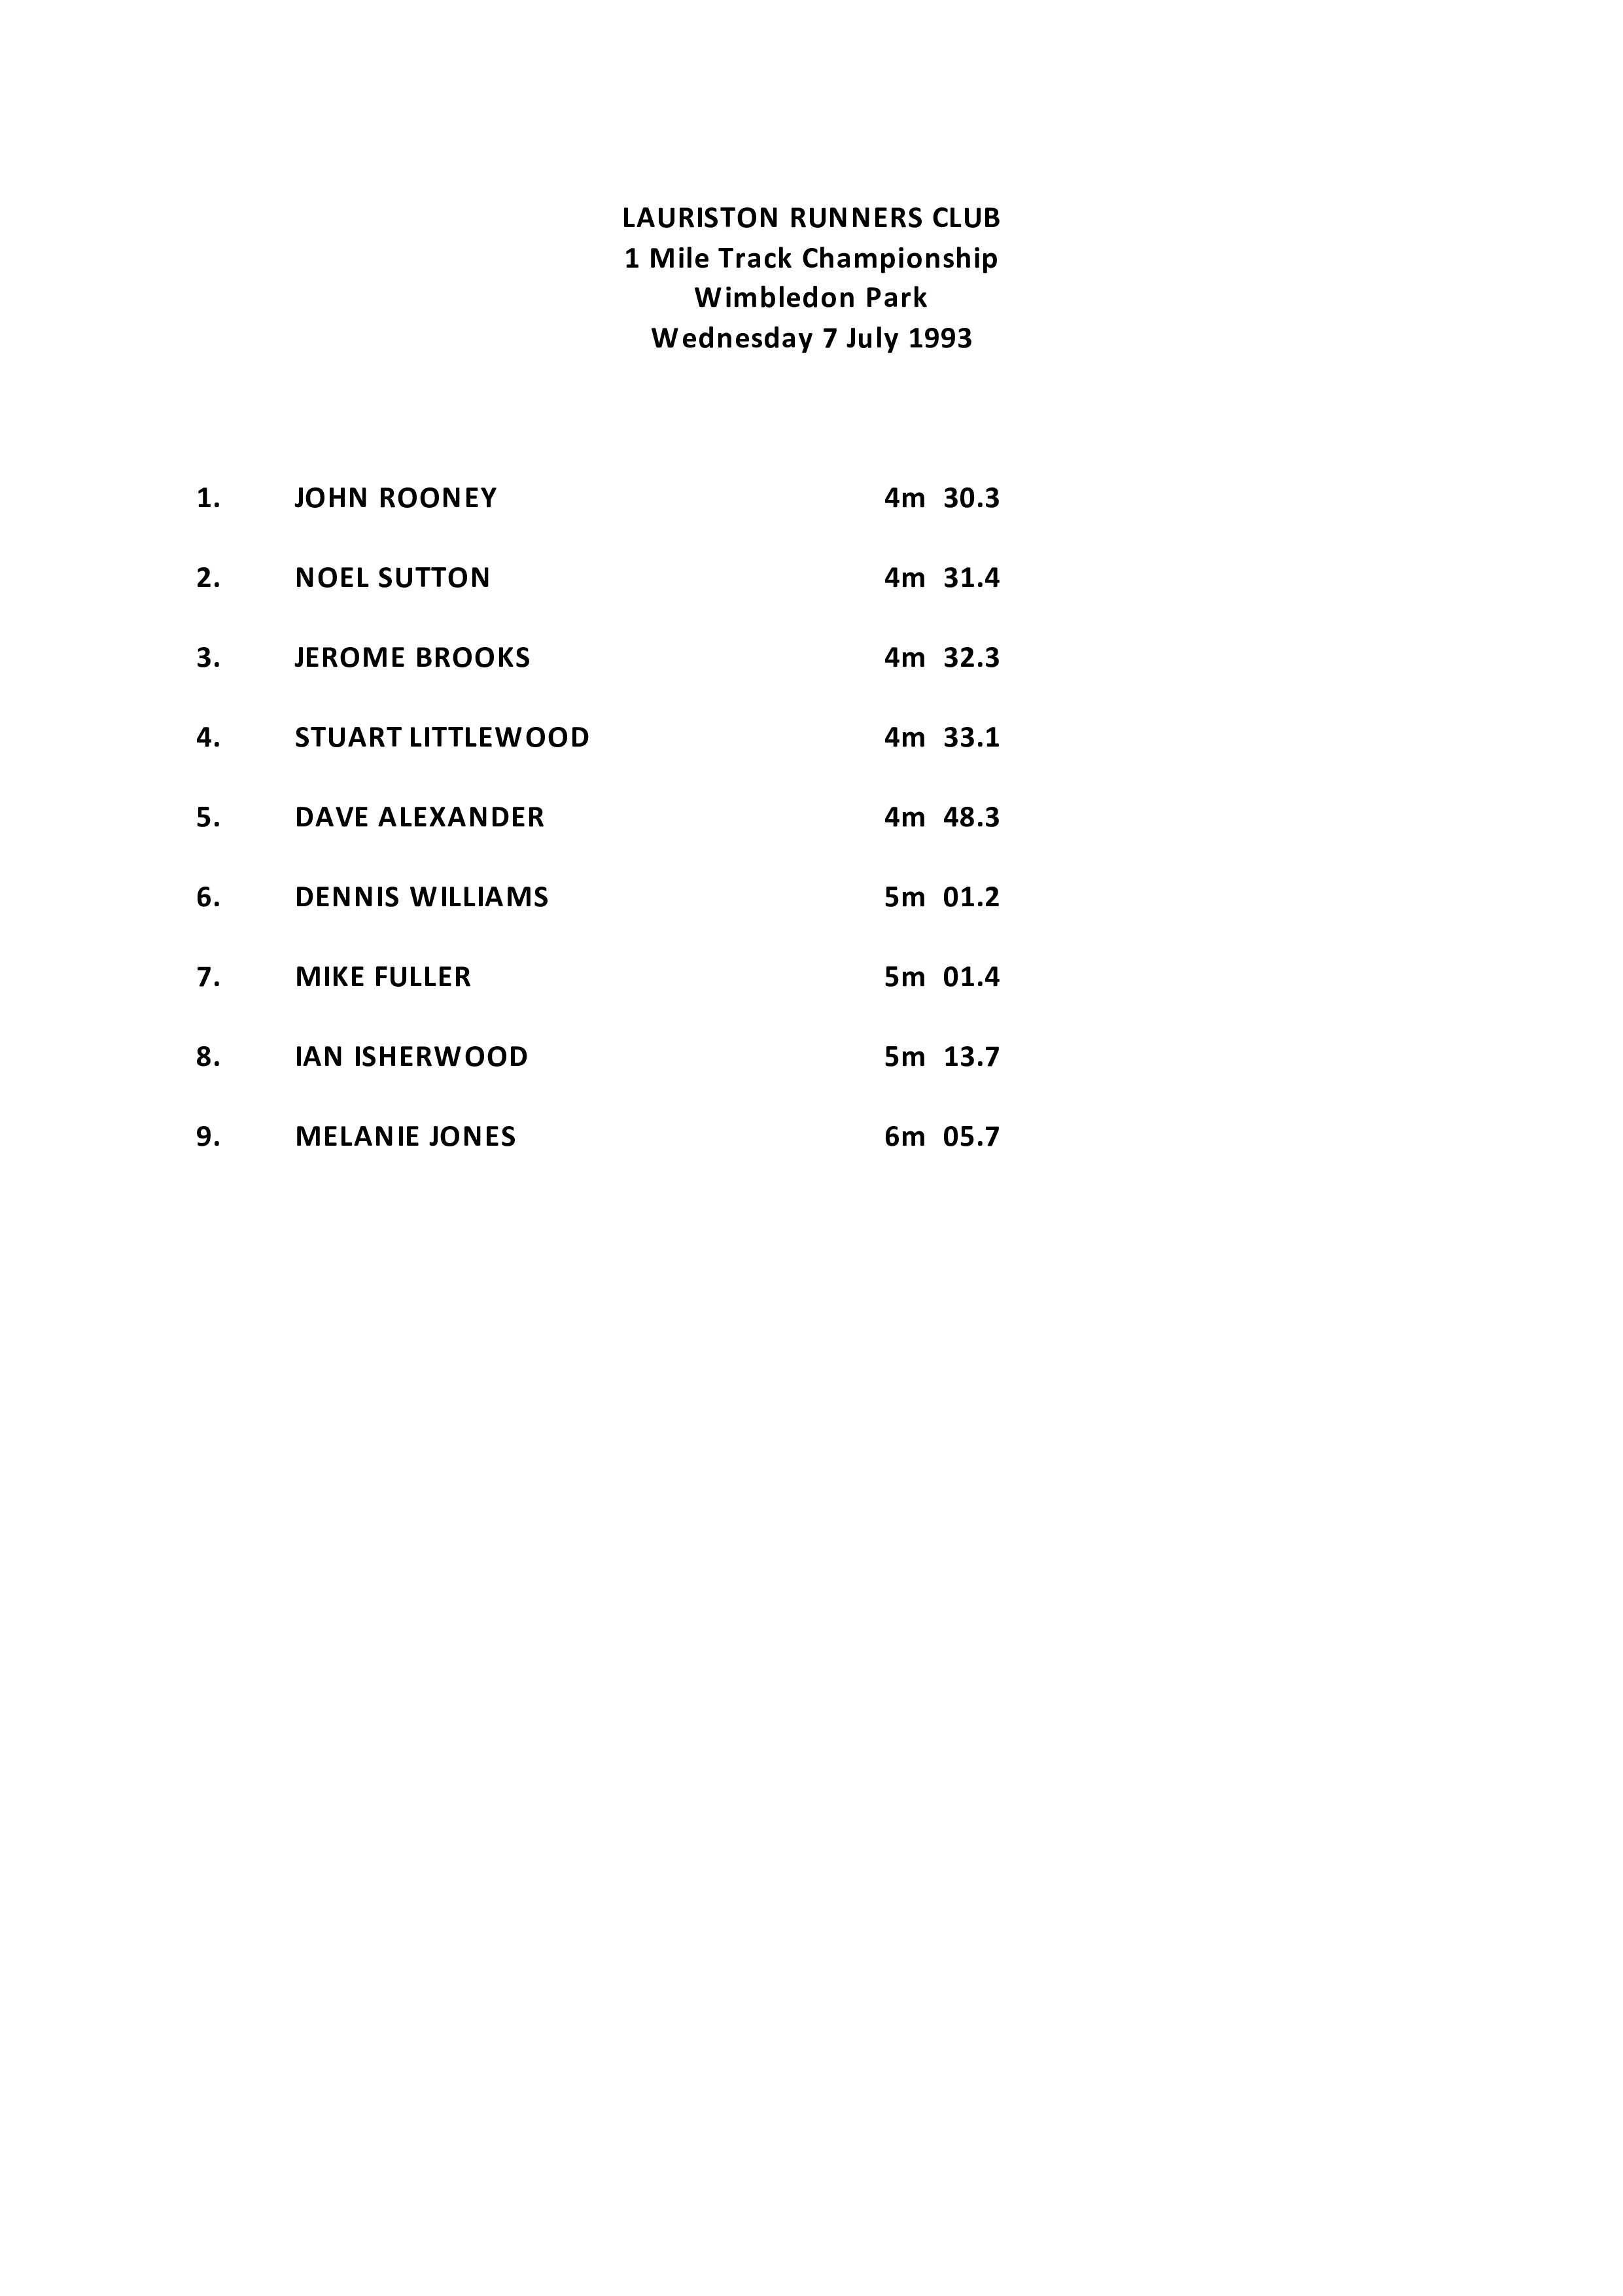 LAURISTON RUNNERS CLUB
1 Mile Track Championship
Wimbledon Park
Wednesday 7 July 1993
1. JOHN ROONEY 4m 30.3
2. NOEL SUTTON 4m 31.4
3. JEROME BROOKS 4m 32.3
4. STUART LITTLEWOOD 4m 33.1
5. DAVE ALEXANDER 4m 48.3
6. DENNIS WILLIAMS 5m 01.2
7. MIKE FULLER 5m 01.4
8. IAN ISHERWOOD 5m 13.7
9. MELANIE JONES 6m 05.7